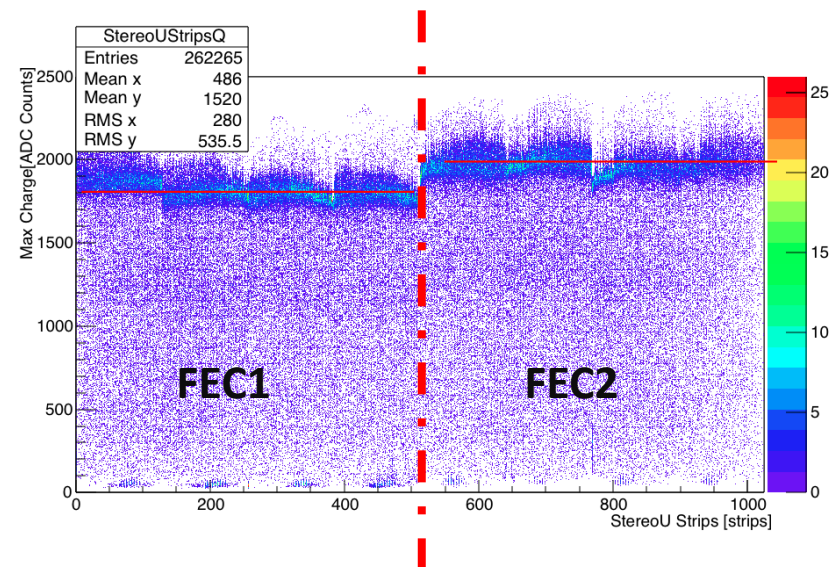 StereoUStripsQ
Entries 262265
Mean x 486
Mean y 1520
RMS x 280
RMS y 535.5
Max Charge[ADC Counts]
2500
2000
1500
1000
500
0
FEC1
FEC2
0 200 400 600 800 1000
StereoU Strips [strips]
25
20
15
10
5
0